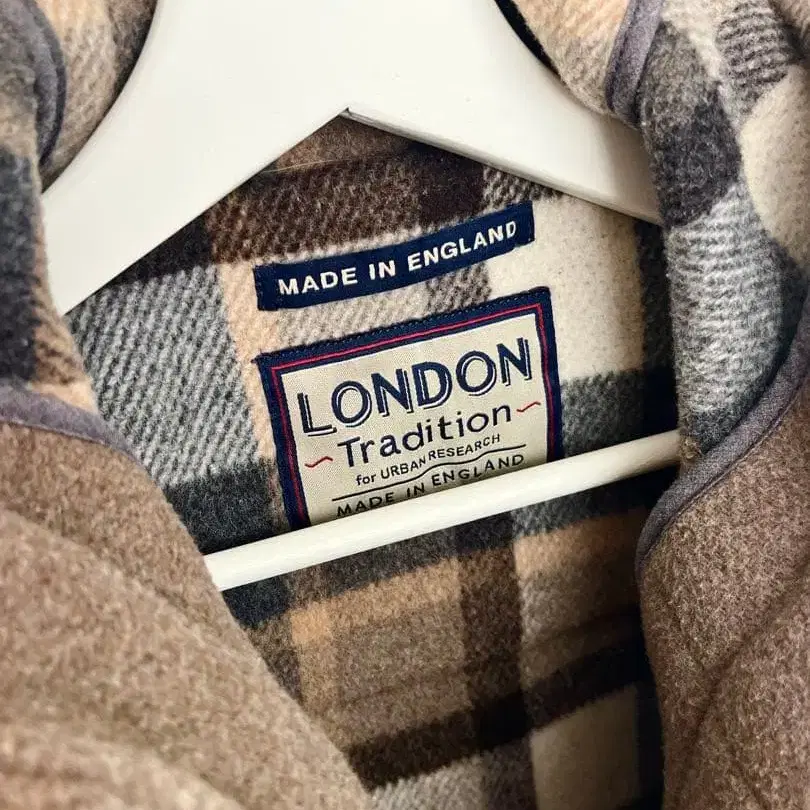 MADE IN ENGLAND
LONDON
Tradition
for URBAN RESEARCH
MADE IN ENGLAND